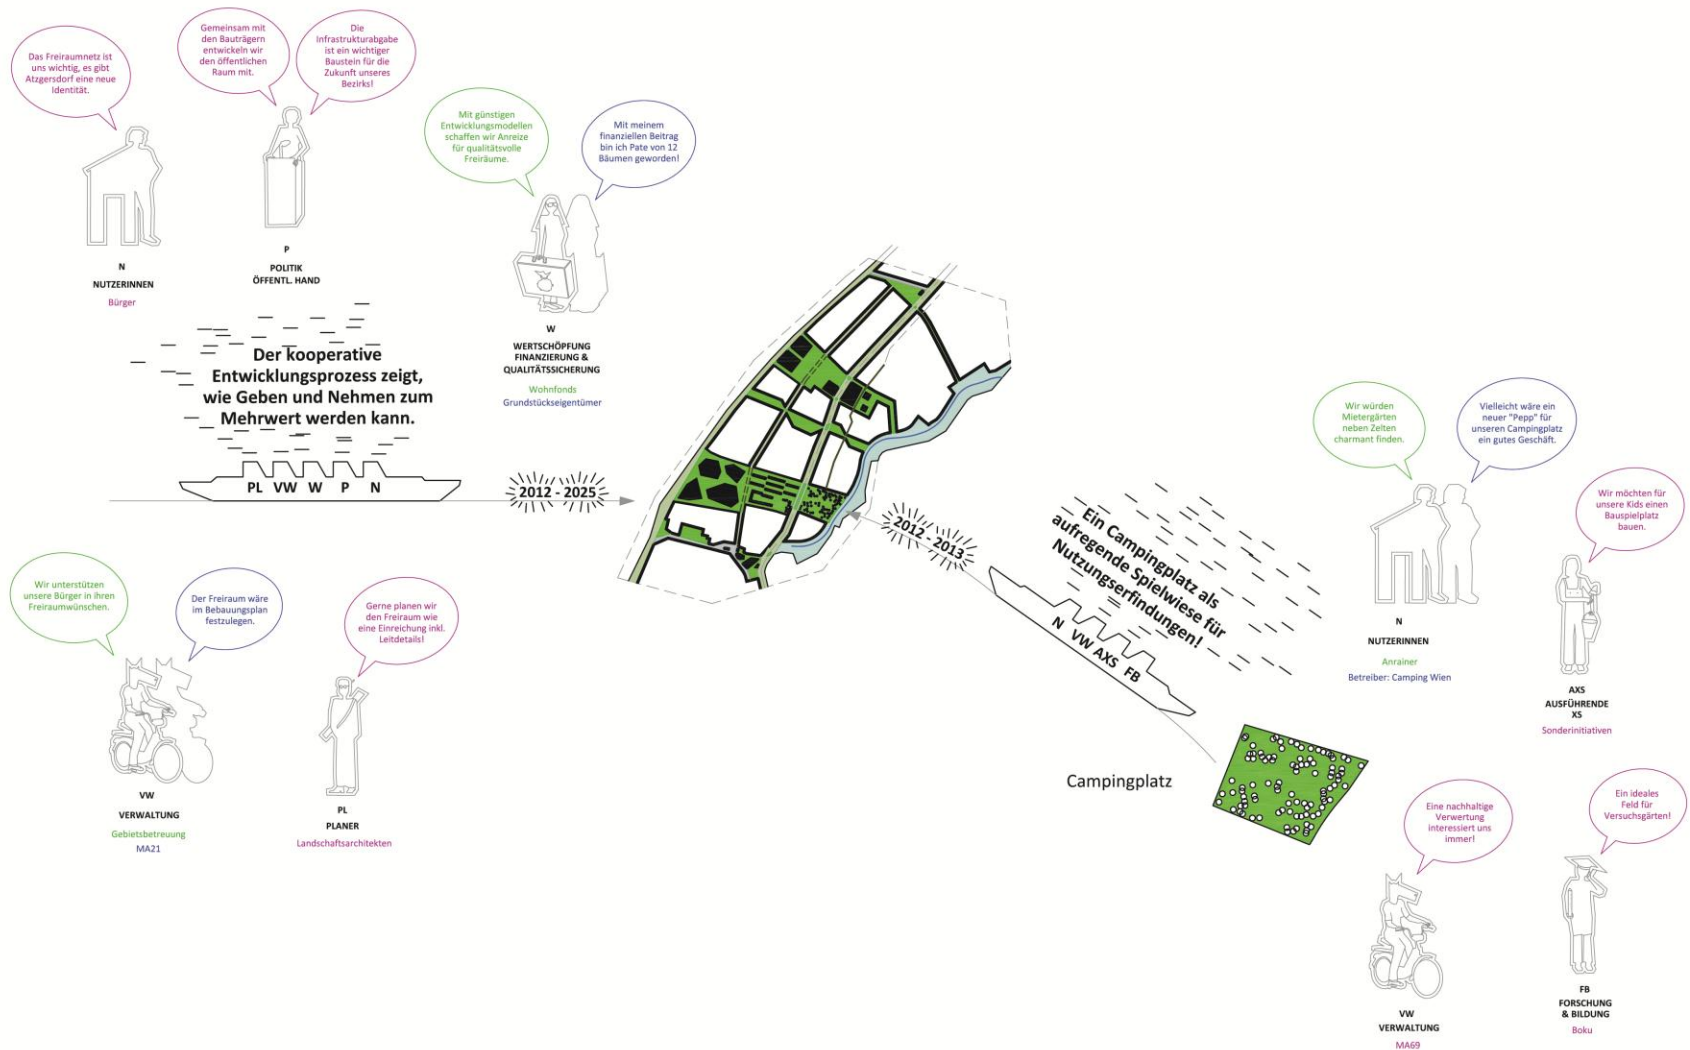 Das Freiraumnetz ist
uns wichtig, es gibt
Atzgersdorf eine neue
Identität.
Gemeinsam mit
den Bauträgern
entwickeln wir
den öffentlichen
Raum mit.
Die
Infrastrukturabgabe
ist ein wichtiger
Baustein für die
Zukunft unseres
Bezirks!
N
NUTZERINNEN
Bürger
P
POLITIK
ÖFFENTL. HAND
Mit günstigen
Entwicklungsmodellen
schaffen wir Anreize
für qualitätsvolle
Freiräume.
Mit meinem
finanziellen Beitrag
bin ich Pate von 12
Bäumen geworden!
W
WERTSCHÖPFUNG
FINANZIERUNG &
QUALITÄTSSICHERUNG
Wohnfonds
Grundstückseigentümer
Der kooperative
Entwicklungsprozess zeigt,
wie Geben und Nehmen zum
Mehrwert werden kann.
PL VW W P N
2012 - 2025
Wir unterstützen
unsere Bürger in ihren
Freiraumwünschen.
Der Freiraum wäre
im Bebauungsplan
festzulegen.
Gerne planen wir
den Freiraum wie
eine Einreichung inkl.
Leitdetails!
VW
VERWALTUNG
Gebietsbetreuung
MA21
PL
PLANER
Landschaftsarchitekten
2012 - 2013
Ein Campingplatz als
aufregende Spielwiese für
Nutzungserfindungen!
N VW AXS FB
Campingplatz
Wir würden
Mietergärten
neben Zelten
charmant finden.
Vielleicht wäre ein
neuer "Pepp" für
unseren Campingplatz
ein gutes Geschäft.
N
NUTZERINNEN
Anrainer
Betreiber: Camping Wien
Wir möchten für
unsere Kids einen
Bauspielplatz
bauen.
AXS
AUSFÜHRENDE
XS
Sonderinitiativen
Eine nachhaltige
Verwertung
interessiert uns
immer!
VW
VERWALTUNG
MA69
Ein ideales
Feld für
Versuchsgärten!
FB
FORSCHUNG
& BILDUNG
Boku